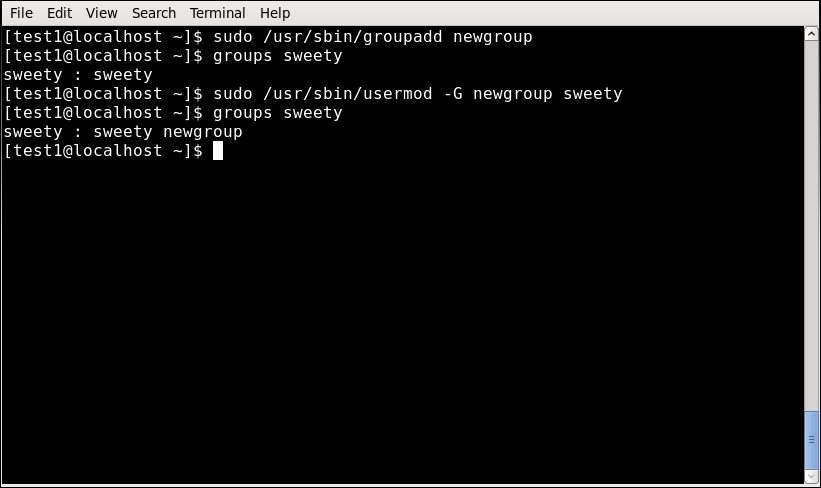 File Edit View Search Terminal Help
[test1@localhost ~]$ sudo /usr/sbin/groupadd newgroup
[test1@localhost ~]$ groups sweety
sweety : sweety
[test1@localhost ~]$ sudo /usr/sbin/usermod -G newgroup sweety
[test1@localhost ~]$ groups sweety
sweety : sweety newgroup
[test1@localhost ~]$